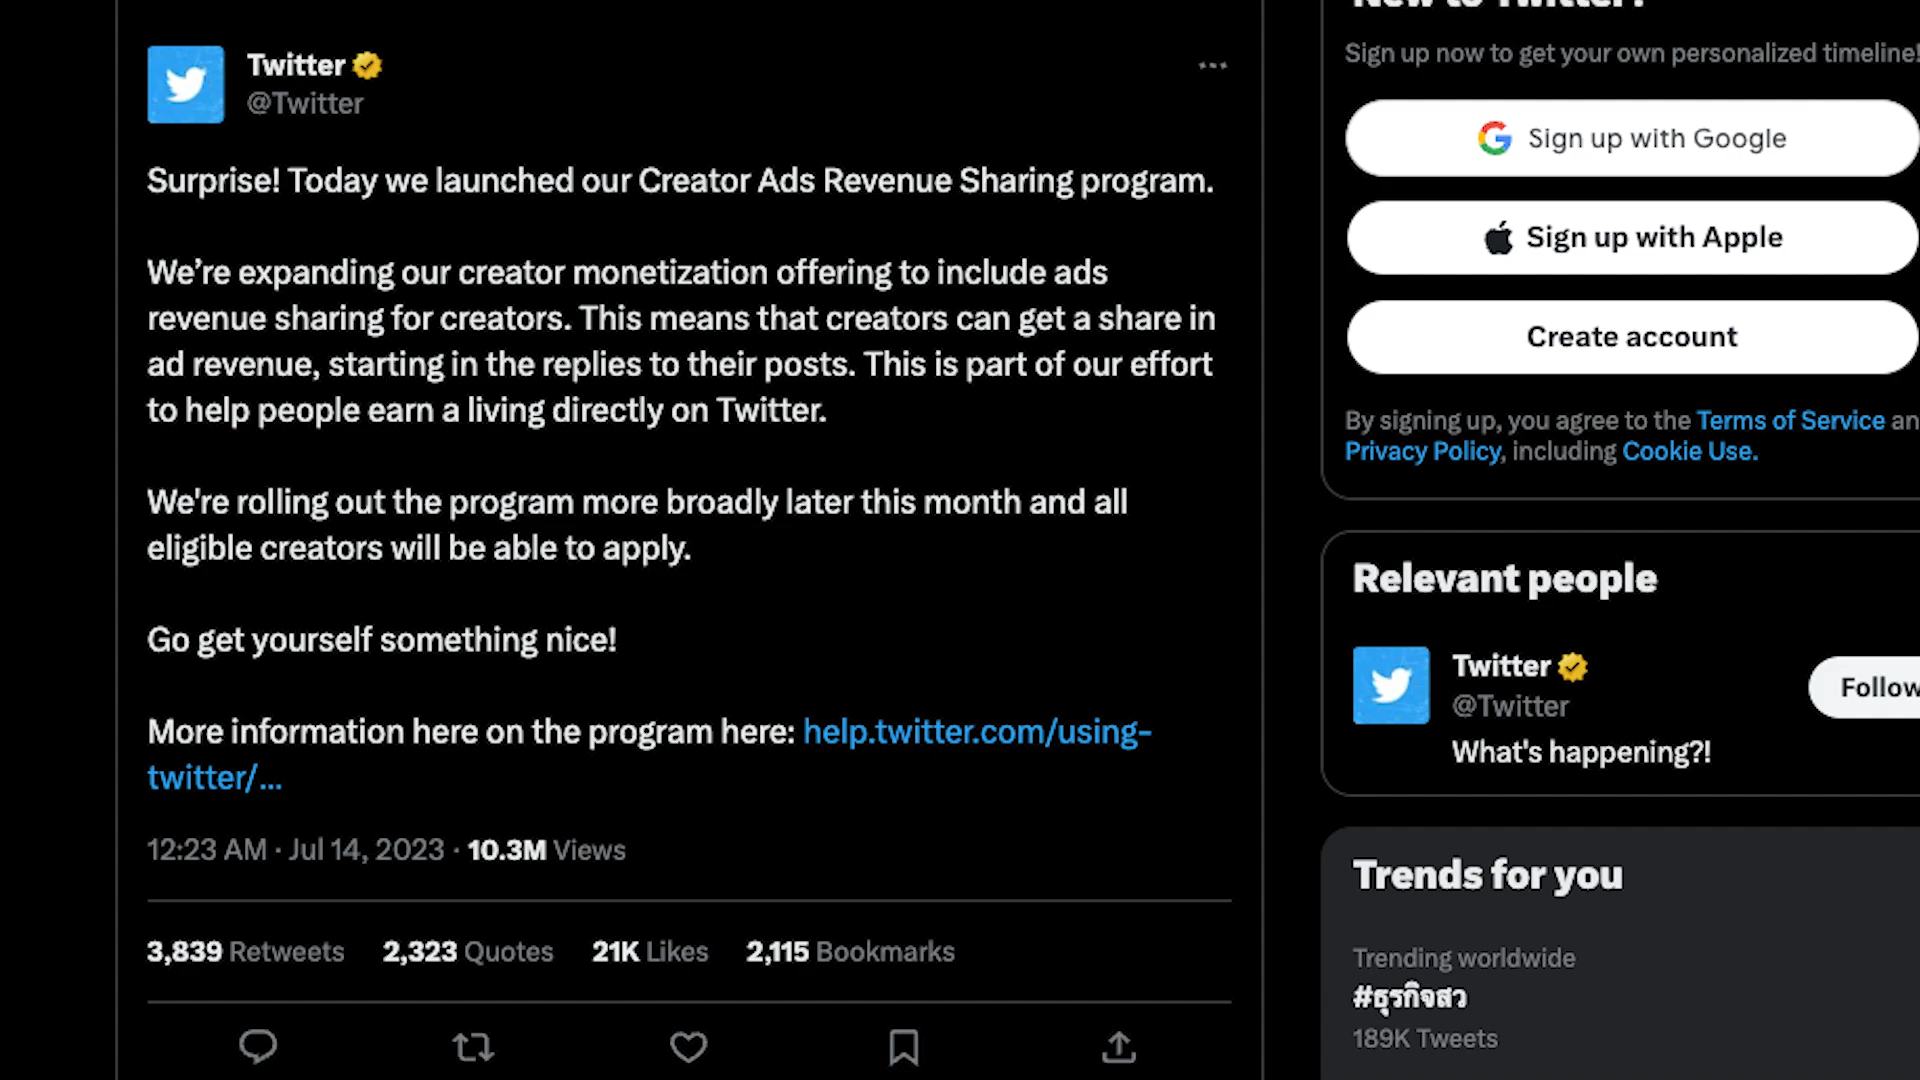 Twitter
@Twitter
Surprise! Today we launched our Creator Ads Revenue Sharing program.
We’re expanding our creator monetization offering to include ads
revenue sharing for creators. This means that creators can get a share in
ad revenue, starting in the replies to their posts. This is part of our effort
to help people earn a living directly on Twitter.
We're rolling out the program more broadly later this month and all
eligible creators will be able to apply.
Go get yourself something nice!
More information here on the program here: help.twitter.com/using-
twitter/...
12:23 AM · Jul 14, 2023 · 10.3M Views
3,839 Retweets 2,323 Quotes 21K Likes 2,115 Bookmarks
New to Twitter?
Sign up now to get your own personalized timeline!
Sign up with Google
Sign up with Apple
Create account
By signing up, you agree to the Terms of Service an
Privacy Policy, including Cookie Use.
Relevant people
Twitter
@Twitter
Follow
What's happening?!
Trends for you
Trending worldwide
#ธุรกิจสว
189K Tweets